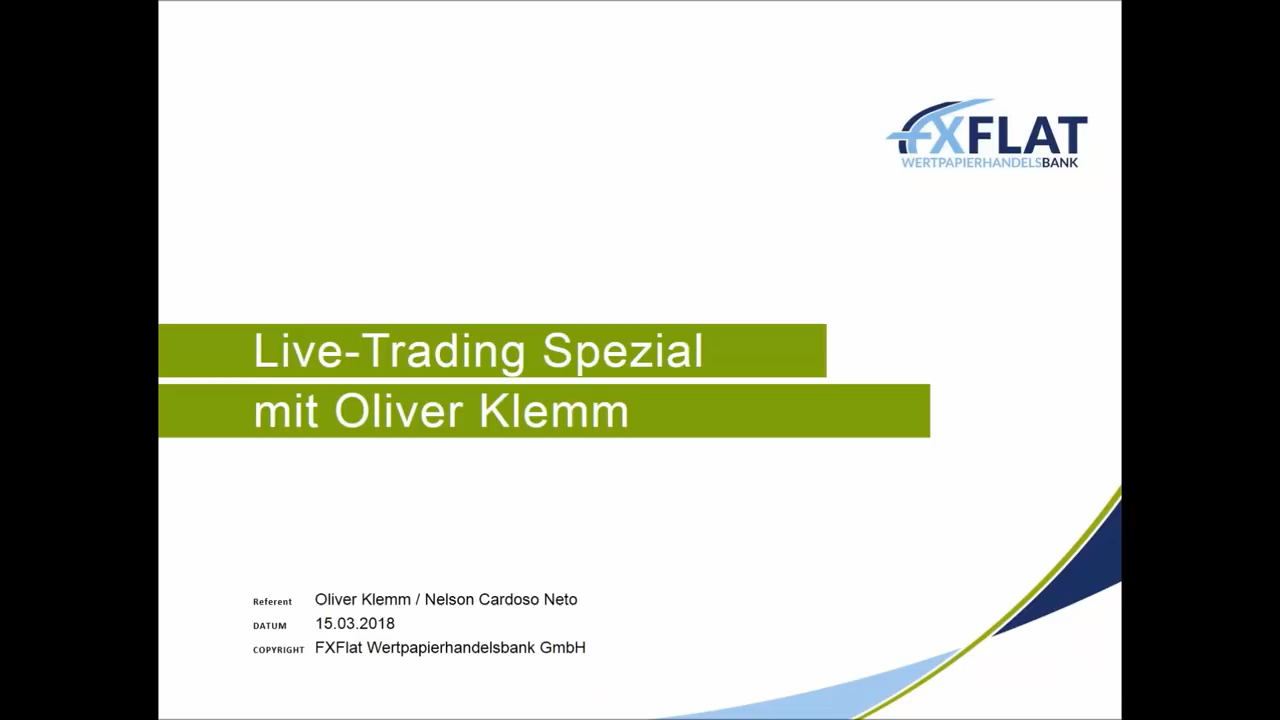 FXFLAT
WERTPAPIERHANDELSBANK
Live-Trading Spezial
mit Oliver Klemm
Referent Oliver Klemm / Nelson Cardoso Neto
DATUM 15.03.2018
COPYRIGHT FXFlat Wertpapierhandelsbank GmbH